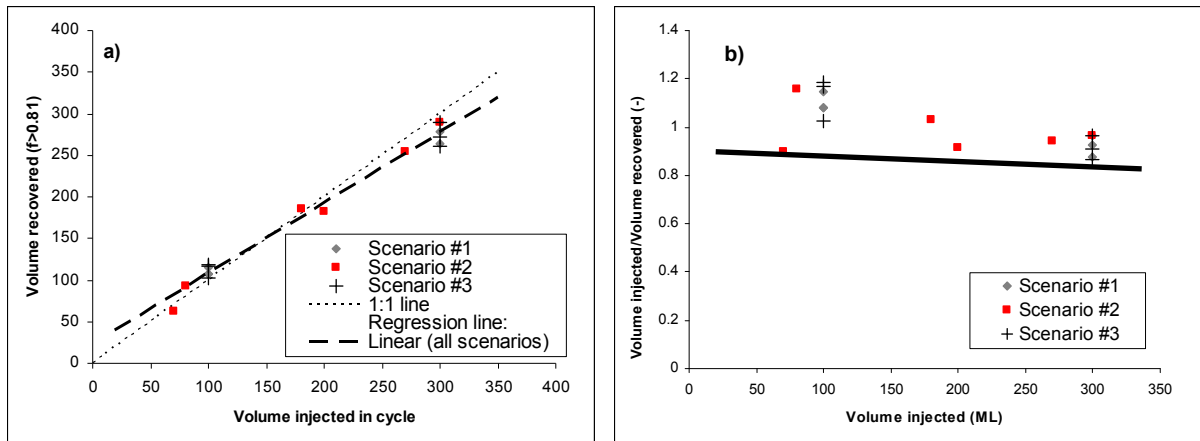 a)
Volume recovered (f>0.81)
400
350
300
250
200
150
100
50
0
0 50 100 150 200 250 300 350 400
Volume injected in cycle
Scenario #1
Scenario #2
Scenario #3
1:1 line
Regression line:
Linear (all scenarios)
b)
Volume injected/Volume recovered (-)
1.4
1.2
1
0.8
0.6
0.4
0.2
0
0 50 100 150 200 250 300 350
Volume injected (ML)
Scenario #1
Scenario #2
Scenario #3